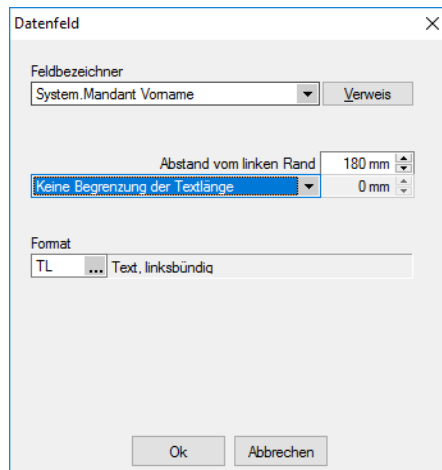 Datenfeld
Feldbezeichner
System.Mandant Vorname
Verweis
Abstand vom linken Rand 180 mm
Keine Begrenzung der Textlänge 0 mm
Format
TL ... Text, linksbündig
Ok Abbrechen